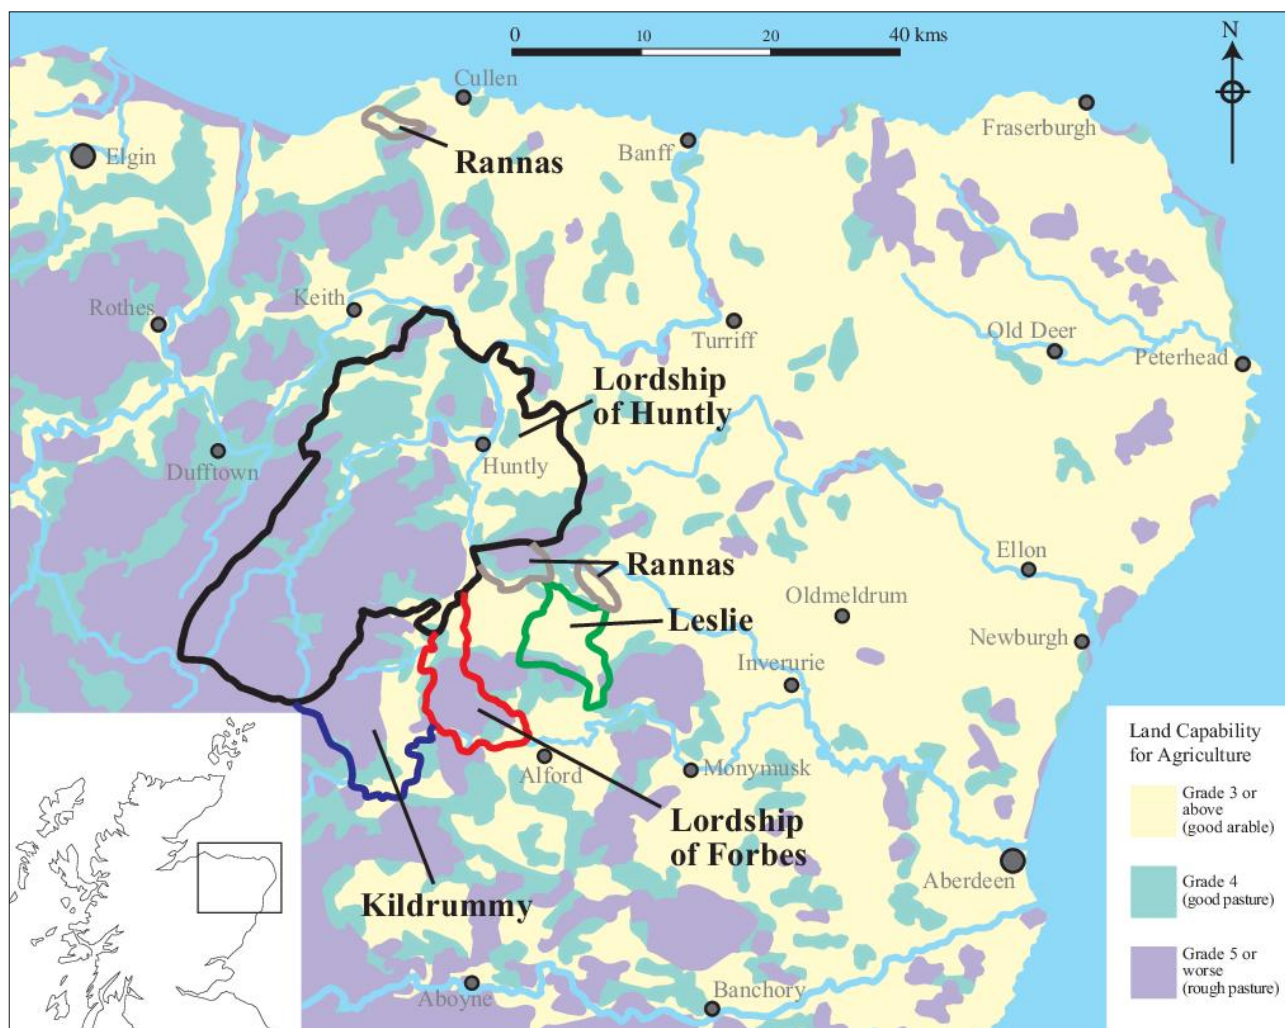 0
10
20
40 kms
N
Cullen
Fraserburgh
Elgin
Banff
Rannas
Keith
Rothes
Turriff
Old Deer
Peterhead
Lordship
of Huntly
Huntly
Dufftown
Ellon
Rannas
Oldmeldrum
Leslie
Newburgh
Inverurie
Alford
Monymusk
Lordship
of Forbes
Aberdeen
Kildrummy
Aboyne
Banchory
Land Capability
for Agriculture
Grade 3 or
above
(good arable)
Grade 4
(good pasture)
Grade 5 or
worse
(rough pasture)